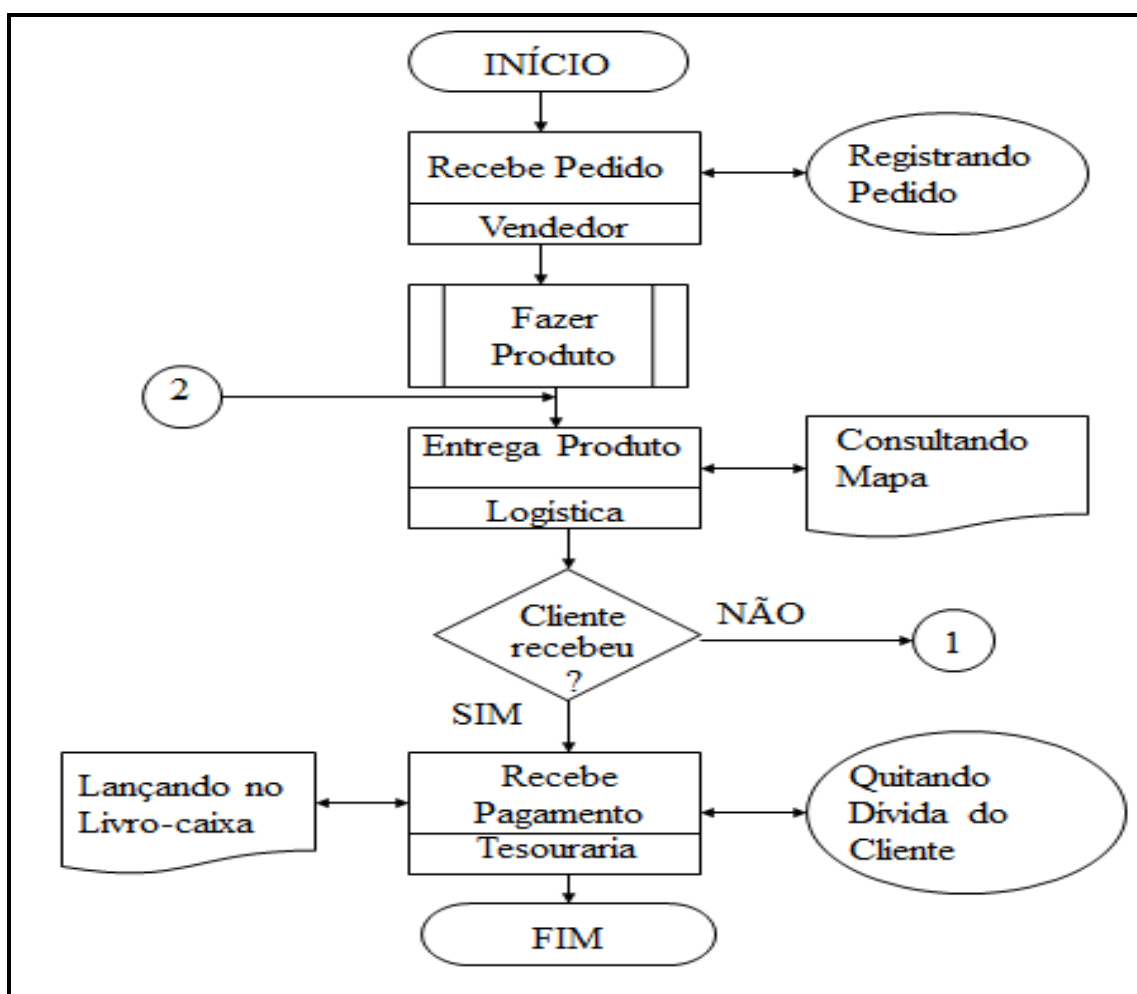 INÍCIO
Recebe Pedido
Vendedor
Registrando
Pedido
Fazer
Produto
2
Entrega Produto
Logística
Consultando
Mapa
Cliente
recebeu
?
NÃO
1
SIM
Lançando no
Livro-caixa
Recebe
Pagamento
Tesouraria
Quitando
Dívida do
Cliente
FIM